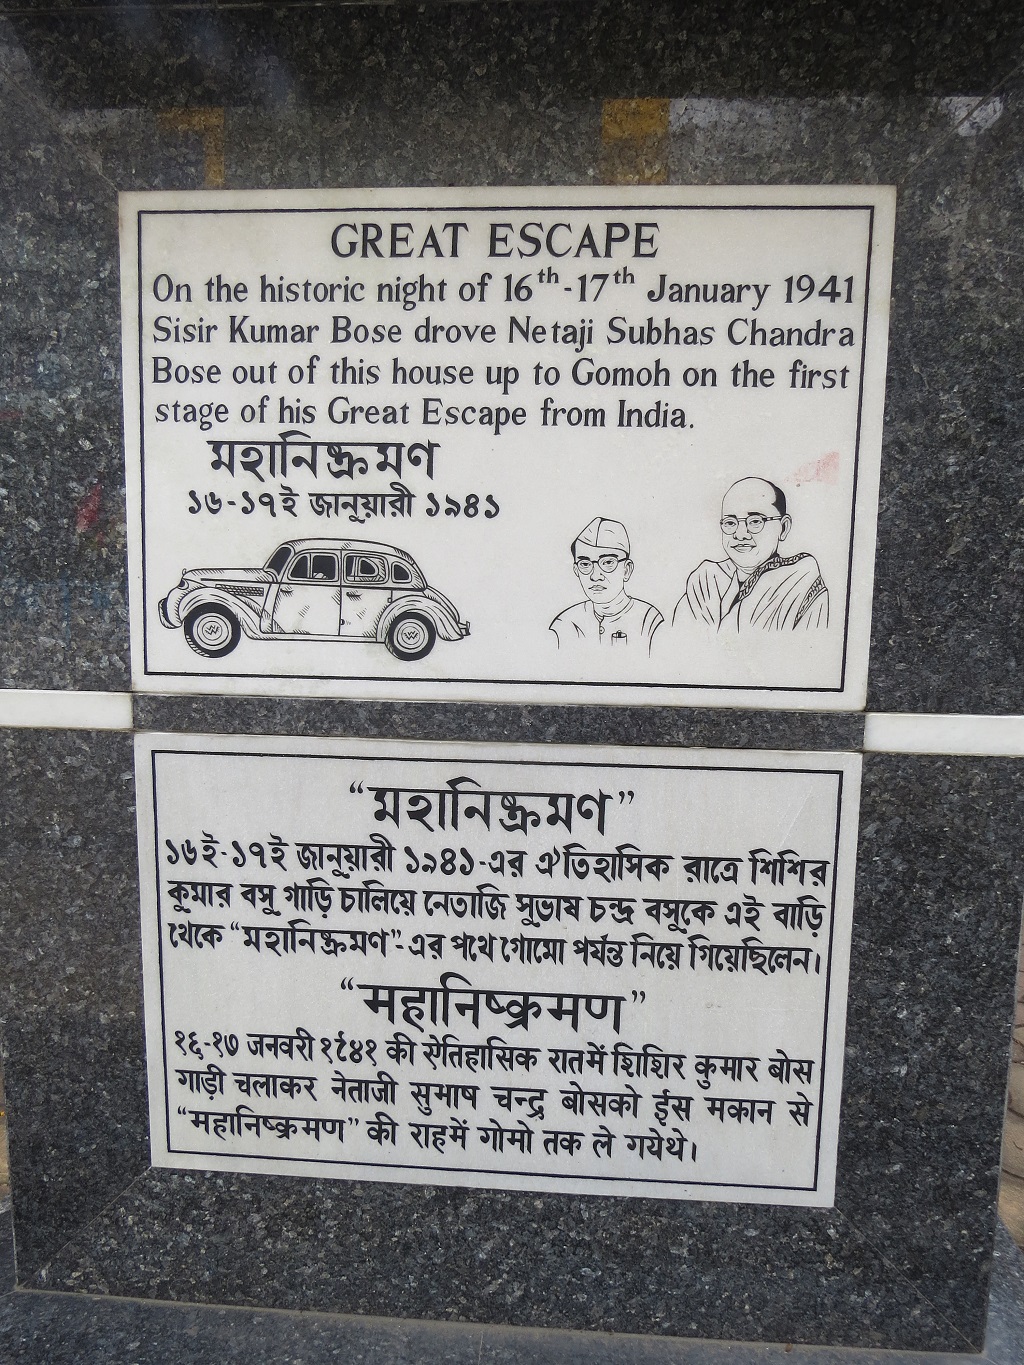 GREAT ESCAPE
On the historic night of 16th-17th January 1941
Sisir Kumar Bose drove Netaji Subhas Chandra
Bose out of this house up to Gomoh on the first
stage of his Great Escape from India.
মহানিষ্ক্রমণ
১৬-১৭ই জানুয়ারী ১৯৪১
"মহানিষ্ক্রমণ"
১৬ই-১৭ই জানুয়ারী ১৯৪১-এর ঐতিহাসিক রাত্রে শিশির
কুমার বসু গাড়ি চালিয়ে নেতাজি সুভাষ চন্দ্র বসুকে এই বাড়ি
থেকে "মহানিষ্ক্রমণ"-এর পথে গোমো পর্যন্ত নিয়ে গিয়েছিলেন।
"महानिष्क्रमण"
१६-१७ जनवरी १९४१ की ऐतिहासिक रातमें शिशिर कुमार बोस
गाड़ी चलाकर नेताजी सुभाष चन्द्र बोसको ईस मकान से
"महानिष्क्रमण" की राहमें गोमो तक ले गयेथे।